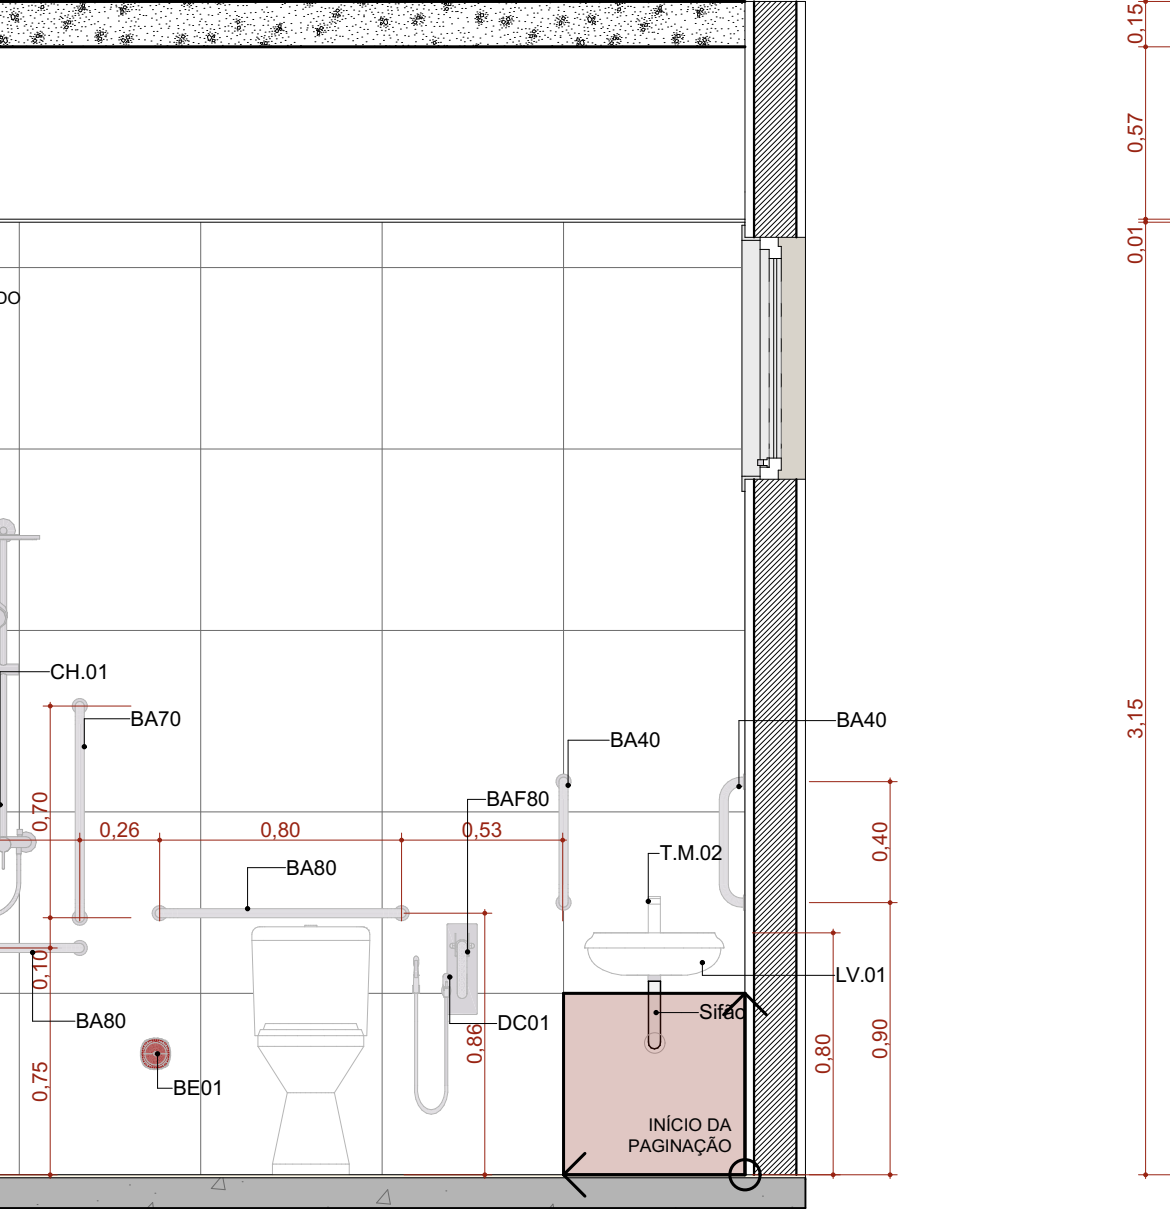 0,15
0,57
0,01
DO
CH.01
BA70
BA40
BA40
3,15
BAF80
0,70
0,26
0,80
0,53
0,40
T.M.02
BA80
0,10
LV.01
BA80
Sifão
DC01
0,86
0,80
0,90
0,75
BE01
INÍCIO DA
PAGINAÇÃO